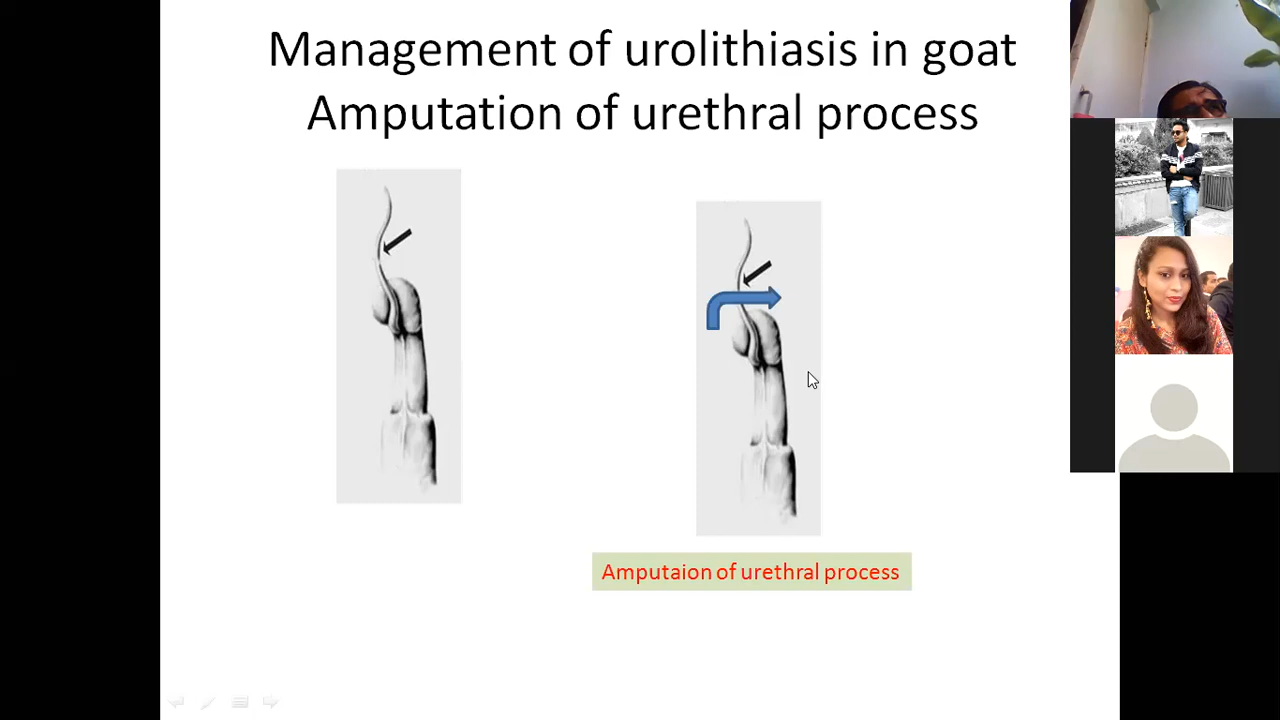 Management of urolithiasis in goat
Amputation of urethral process
Amputaion of urethral process